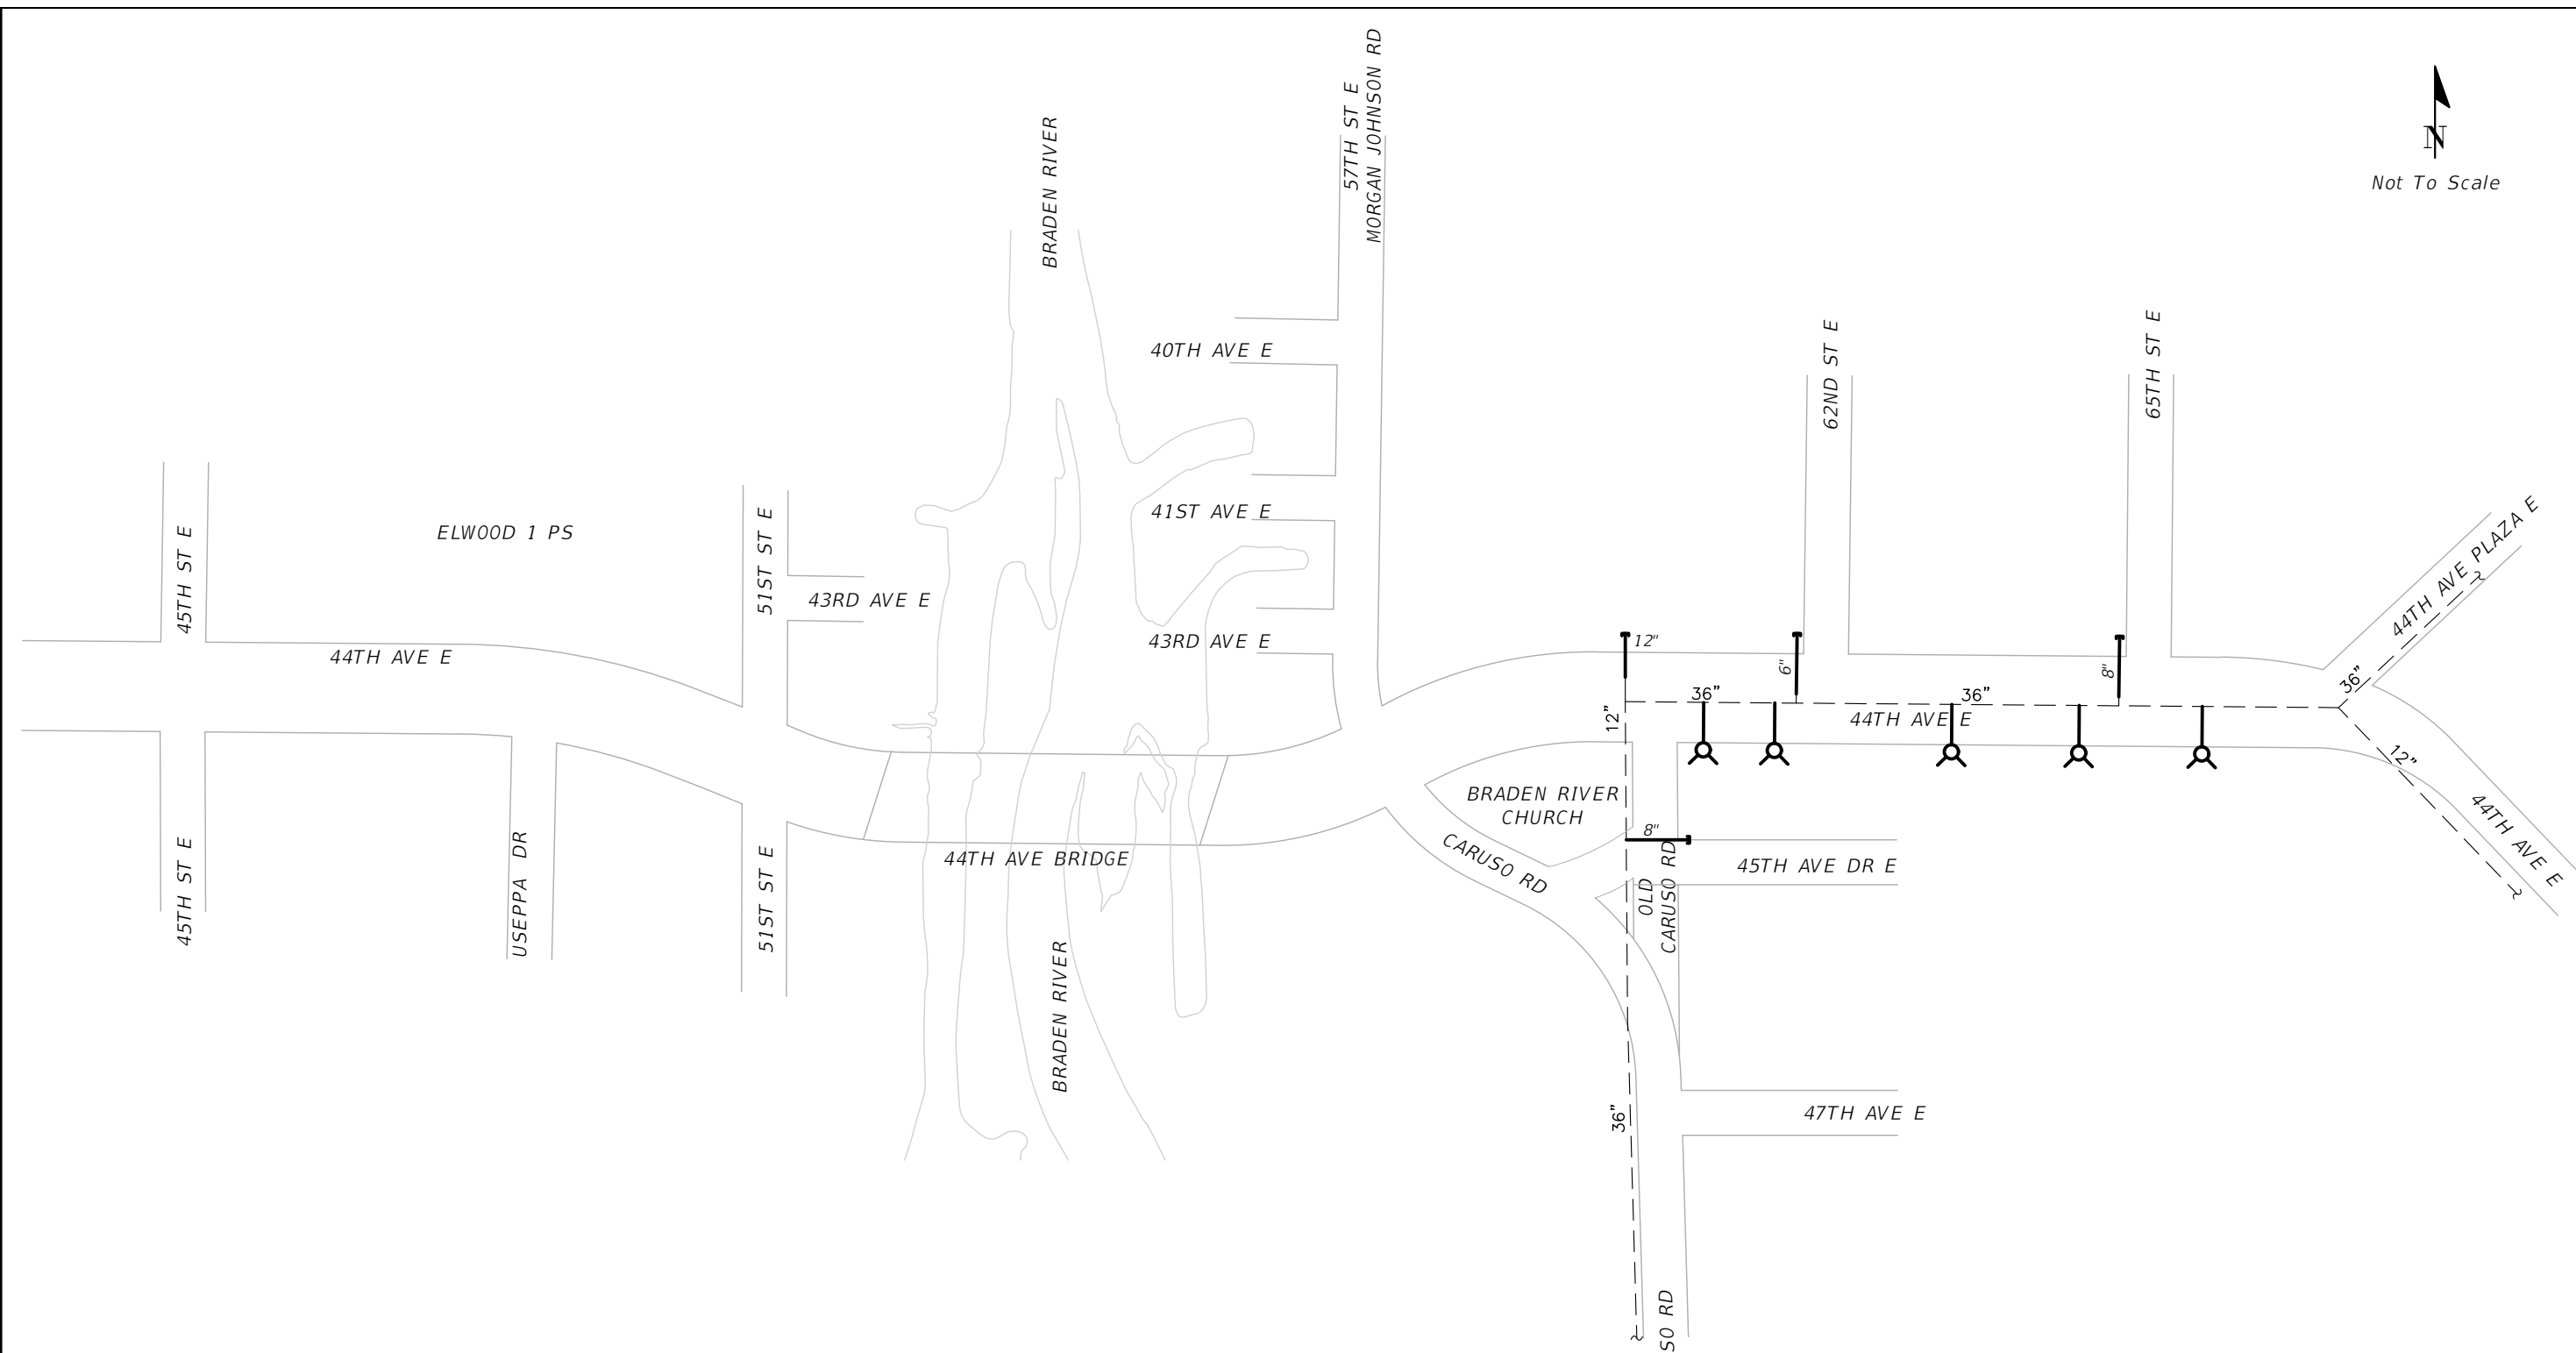 57TH ST E
MORGAN JOHNSON RD
N
Not To Scale
BRADEN RIVER
40TH AVE E
62ND ST E
65TH ST E
41ST AVE E
ELWOOD 1 PS
45TH ST E
51ST ST E
43RD AVE E
43RD AVE E
44TH AVE PLAZA E
44TH AVE E
12"
6"
8"
36"
36"
36"
12"
44TH AVE E
12"
BRADEN RIVER
CHURCH
8"
44TH AVE BRIDGE
CARUSO RD
45TH AVE DR E
44TH AVE E
OLD
CARUSO RD
45TH ST E
USEPPA DR
51ST ST E
BRADEN RIVER
36"
47TH AVE E
SO RD